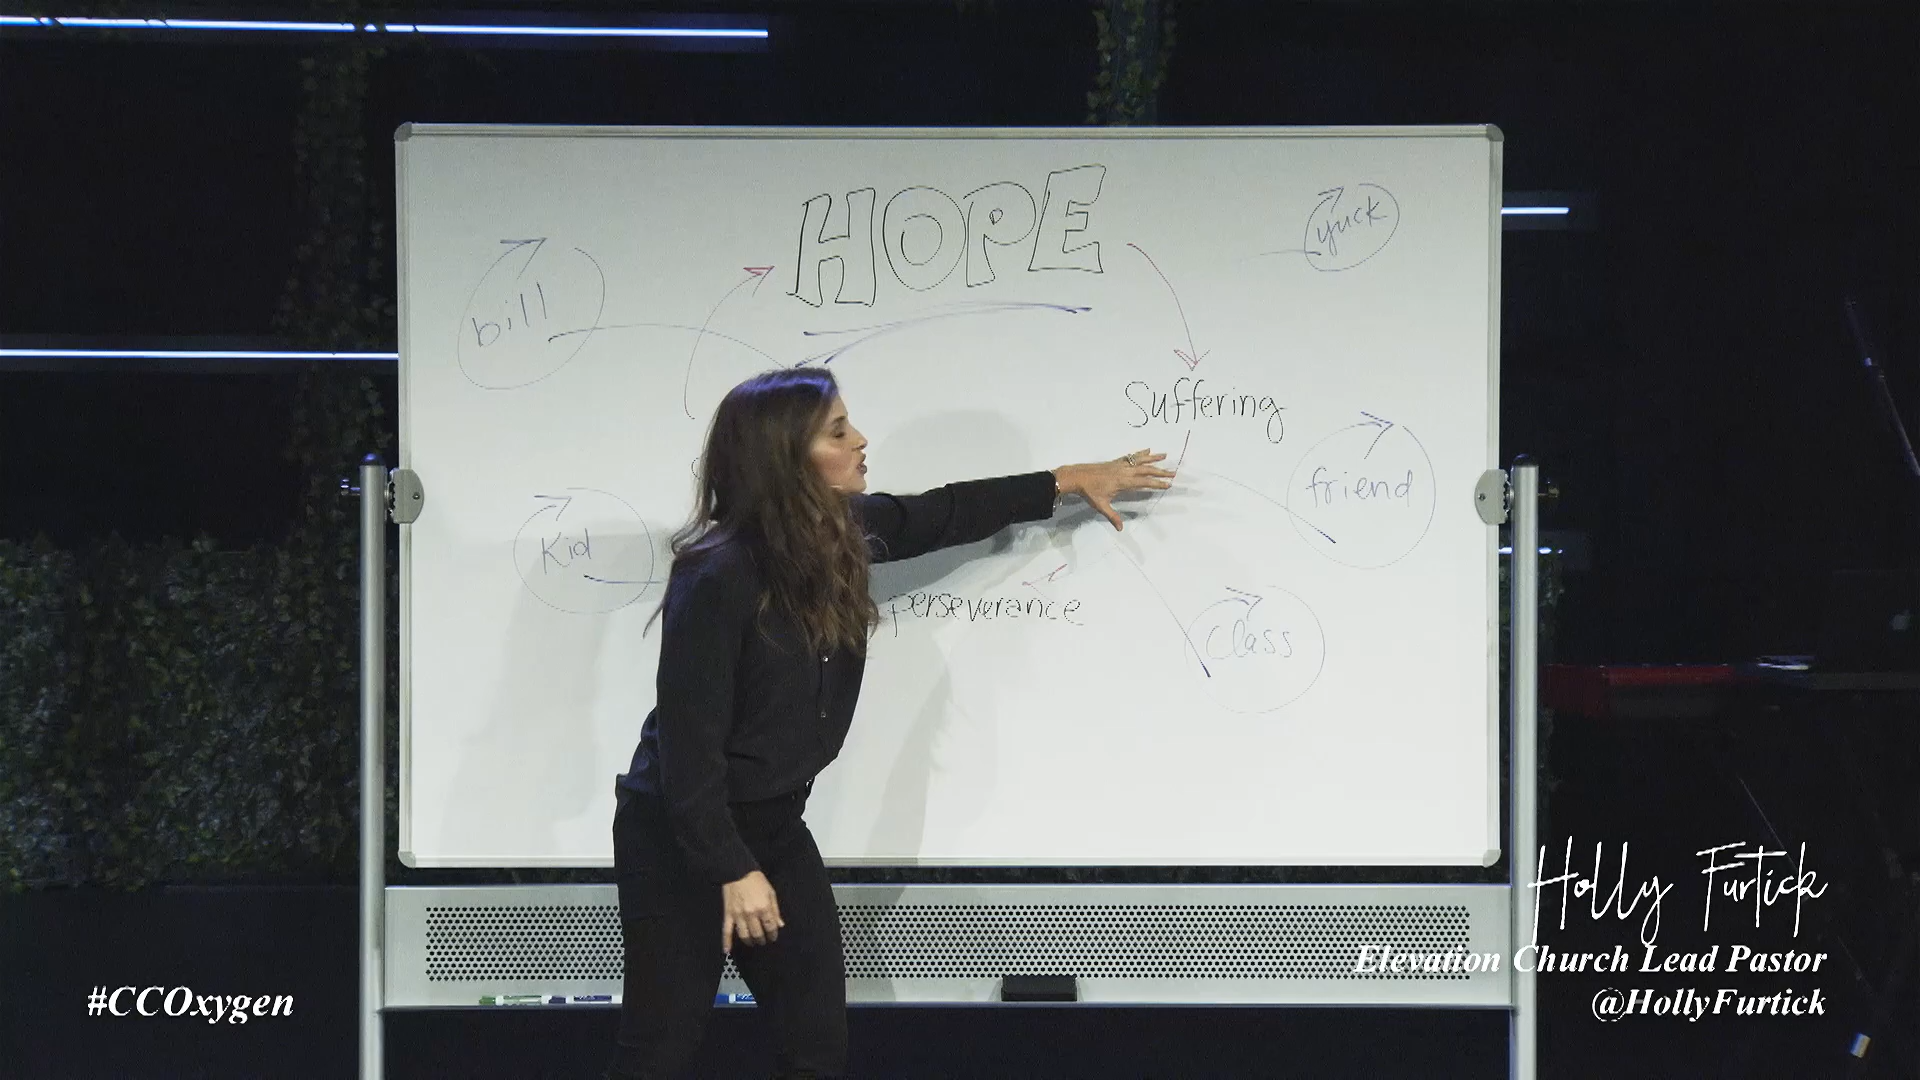 HOPE
yuck
bill
Suffering
friend
Kid
perseverance
Class
Holly Furtick
Elevation Church Lead Pastor
#CCOxygen
@HollyFurtick